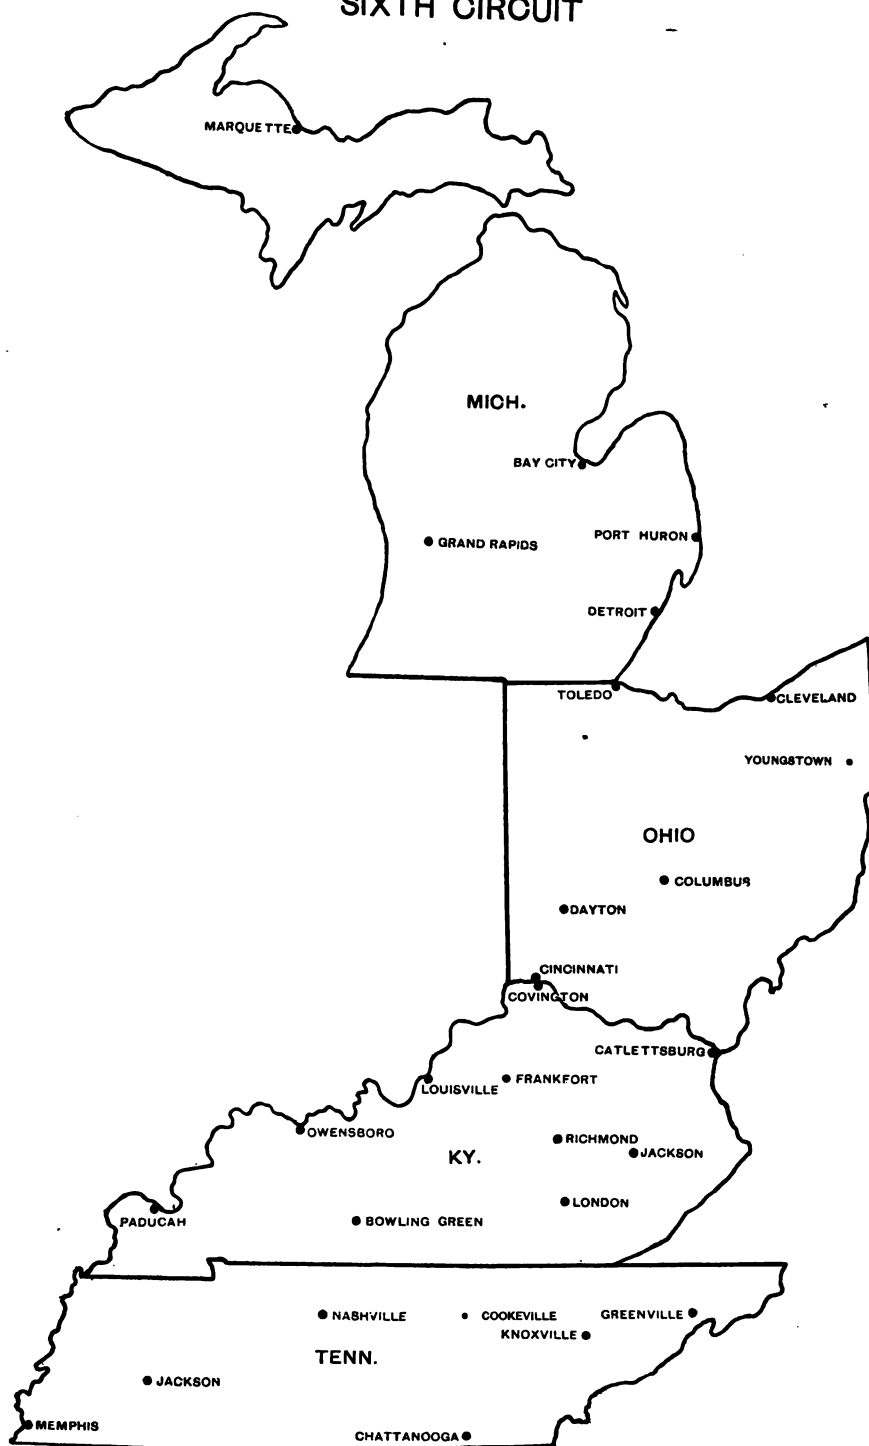 SIXTH CIRCUIT
MARQUETTE
MICH.
BAY CITY
GRAND RAPIDS
PORT HURON
DETROIT
TOLEDO
CLEVELAND
YOUNGSTOWN
OHIO
COLUMBUS
DAYTON
CINCINNATI
COVINGTON
CATLETTSBURG
FRANKFORT
LOUISVILLE
OWENSBORO
RICHMOND
JACKSON
KY.
LONDON
PADUCAH
BOWLING GREEN
NASHVILLE
COOKEVILLE
GREENVILLE
KNOXVILLE
TENN.
JACKSON
MEMPHIS
CHATTANOOGA